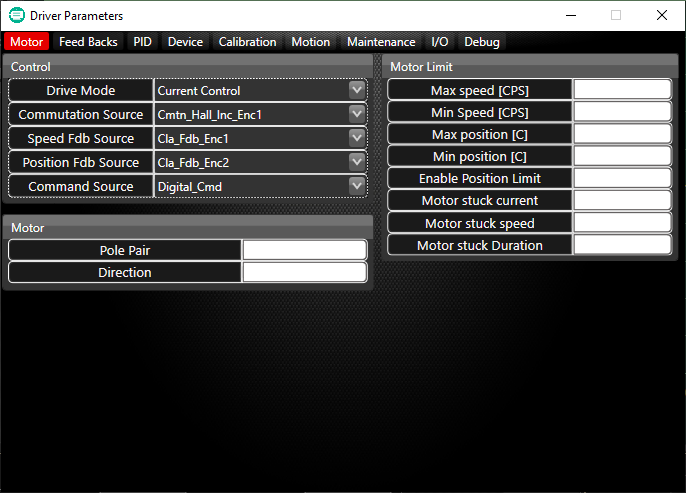 Driver Parameters
Motor Feed Backs PID Device Calibration Motion Maintenance I/O Debug
Control
Drive Mode Current Control
Commutation Source Cmtn_Hall_Inc_Enc1
Speed Fdb Source Cla_Fdb_Enc1
Position Fdb Source Cla_Fdb_Enc2
Command Source Digital_Cmd
Motor
Pole Pair
Direction
Motor Limit
Max speed [CPS]
Min Speed [CPS]
Max position [C]
Min position [C]
Enable Position Limit
Motor stuck current
Motor stuck speed
Motor stuck Duration